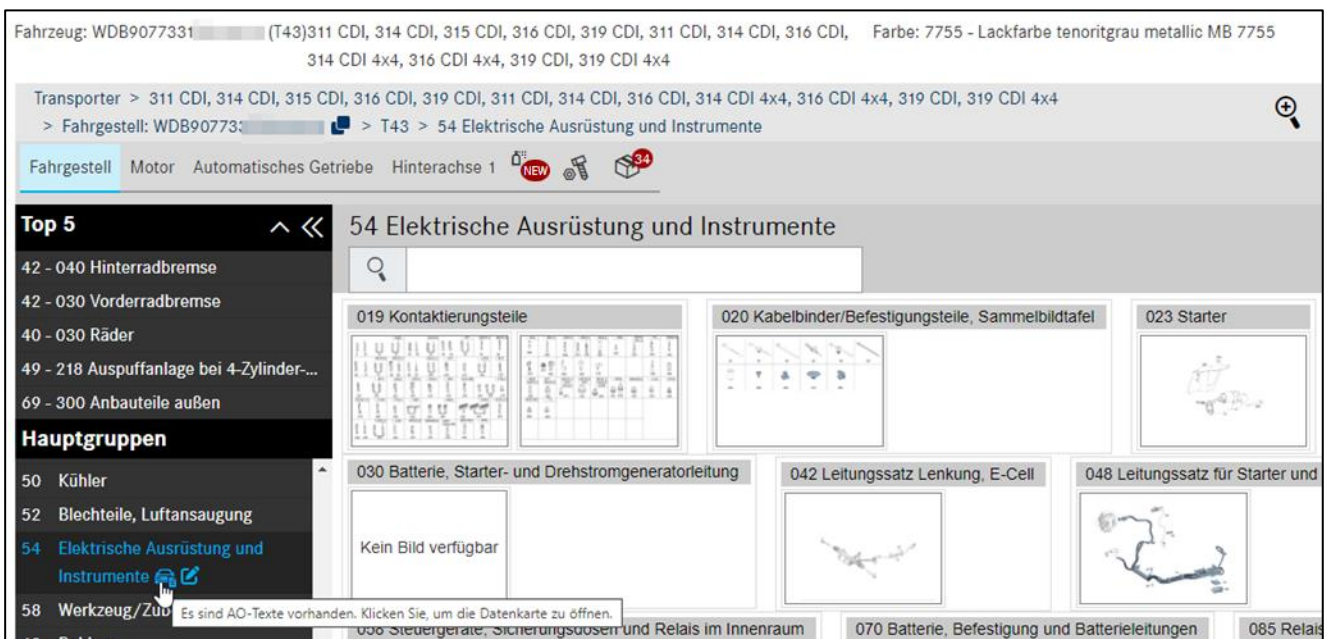 Fahrzeug: WDB9077331 (T43)311 CDI, 314 CDI, 315 CDI, 316 CDI, 319 CDI, 311 CDI, 314 CDI, 316 CDI,
314 CDI 4x4, 316 CDI 4x4, 319 CDI, 319 CDI 4x4
Farbe: 7755 - Lackfarbe tenoritgrau metallic MB 7755
Transporter > 311 CDI, 314 CDI, 315 CDI, 316 CDI, 319 CDI, 311 CDI, 314 CDI, 316 CDI, 314 CDI 4x4, 316 CDI 4x4, 319 CDI, 319 CDI 4x4
> Fahrgestell: WDB90773 > T43 > 54 Elektrische Ausrüstung und Instrumente
Fahrgestell Motor Automatisches Getriebe Hinterachse 1 NEW 34
Top 5
42 - 040 Hinterradbremse
42 - 030 Vorderradbremse
40 - 030 Räder
49 - 218 Auspuffanlage bei 4-Zylinder-...
69 - 300 Anbauteile außen
Hauptgruppen
50 Kühler
52 Blechteile, Luftansaugung
54 Elektrische Ausrüstung und
Instrumente
58 Werkzeug/Zub
Es sind AO-Texte vorhanden. Klicken Sie, um die Datenkarte zu öffnen.
54 Elektrische Ausrüstung und Instrumente
019 Kontaktierungsteile
020 Kabelbinder/Befestigungsteile, Sammelbildtafel
023 Starter
030 Batterie, Starter- und Drehstromgeneratorleitung
Kein Bild verfügbar
042 Leitungssatz Lenkung, E-Cell
048 Leitungssatz für Starter und
058 Steuergeräte, Sicherungsdosen und Relais im Innenraum
070 Batterie, Befestigung und Batterieleitungen
085 Relais